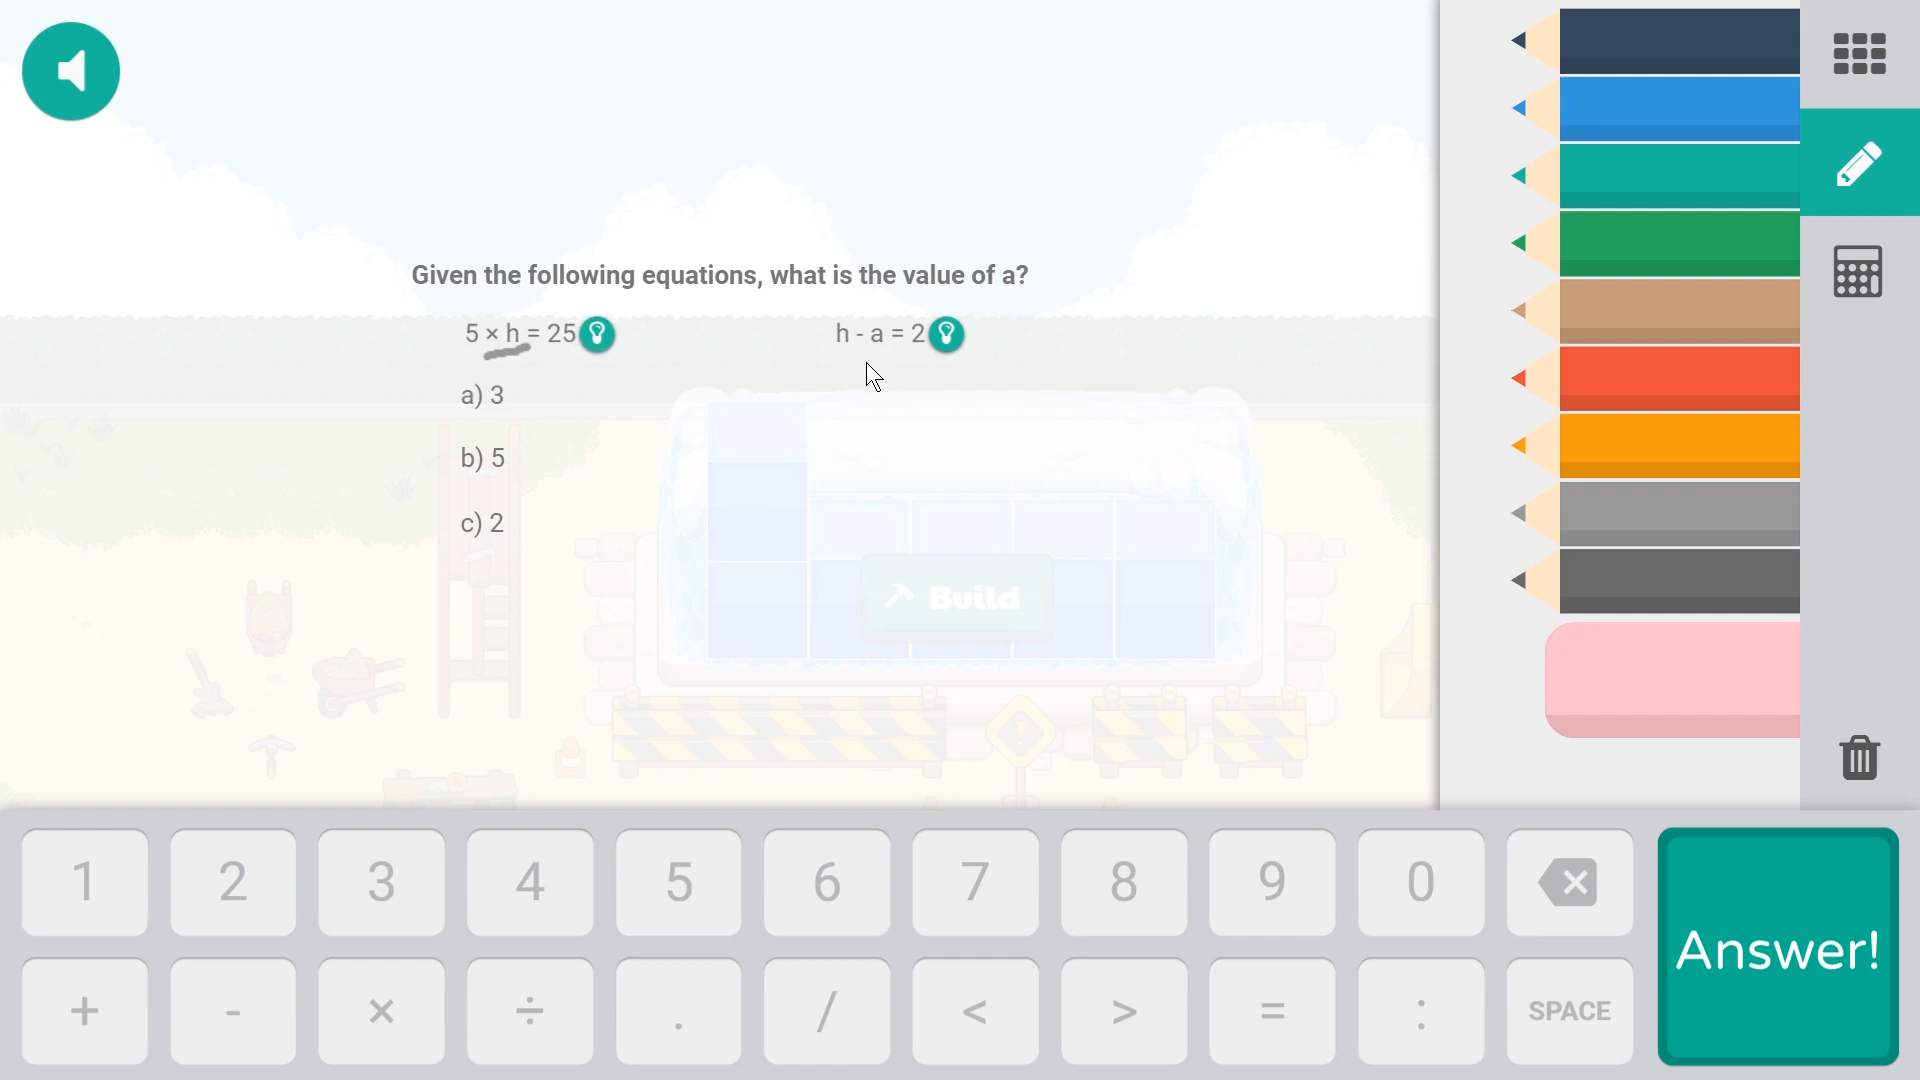 Given the following equations, what is the value of a?
5 × h = 25 h - a = 2
a) 3
b) 5
c) 2
Build
1 2 3 4 5 6 7 8 9 0
+ - × ÷ . / < > = : SPACE
Answer!